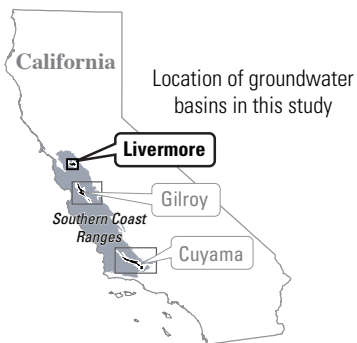 California
Location of groundwater
basins in this study
Livermore
Gilroy
Southern Coast
Ranges
Cuyama